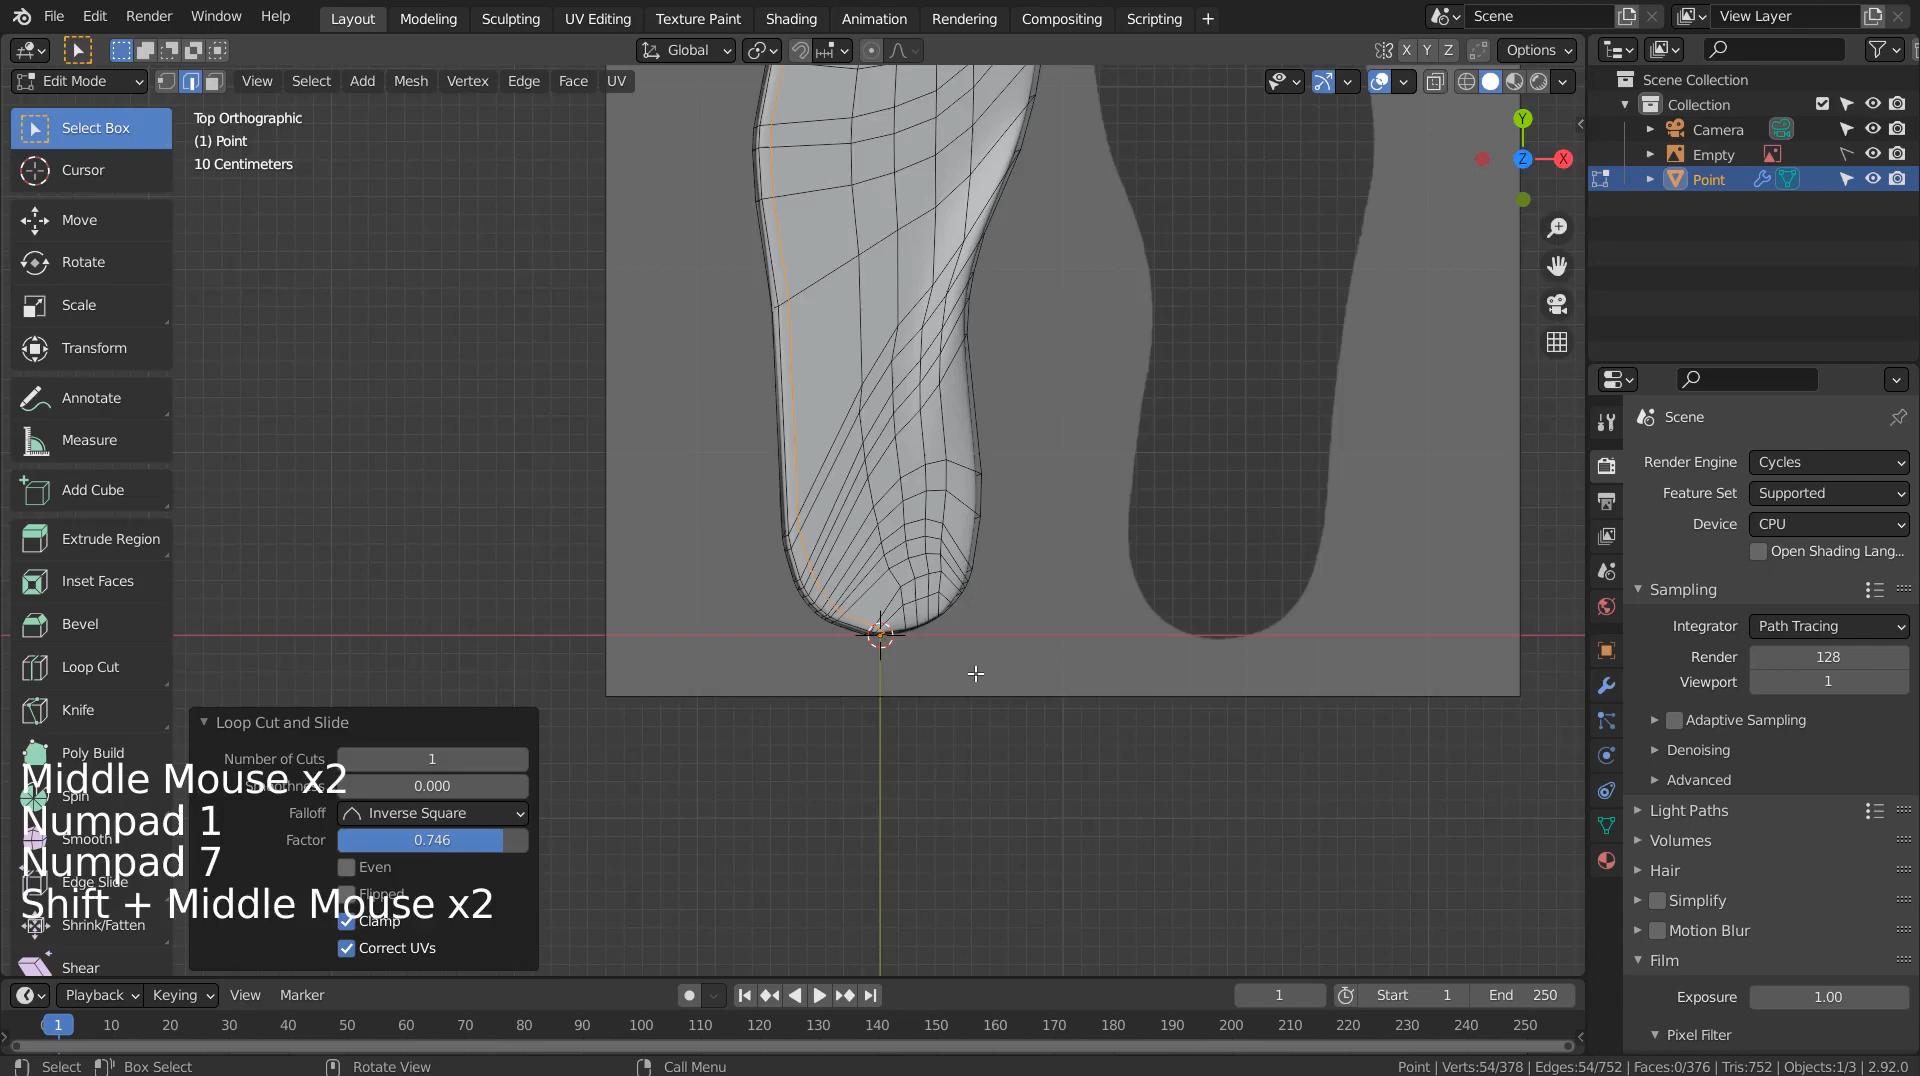 File Edit Render Window Help Layout Modeling Sculpting UV Editing Texture Paint Shading Animation Rendering Compositing Scripting + Scene View Layer
Global X Y Z Options
Edit Mode View Select Add Mesh Vertex Edge Face UV
Scene Collection
Collection
Camera
Empty
Point
Top Orthographic
(1) Point
10 Centimeters
Y
Z
X
Select Box
Cursor
Move
Rotate
Scale
Transform
Annotate
Measure
Add Cube
Extrude Region
Inset Faces
Bevel
Loop Cut
Knife
Poly Build
Spin
Smooth
Edge Slide
Shrink/Fatten
Shear
Loop Cut and Slide
Number of Cuts 1
Smoothness 0.000
Falloff Inverse Square
Factor 0.746
Even
Flipped
Clamp
Correct UVs
Middle Mouse x2
Numpad 1
Numpad 7
Shift + Middle Mouse x2
Scene
Render Engine Cycles
Feature Set Supported
Device CPU
Open Shading Lang...
Sampling
Integrator Path Tracing
Render 128
Viewport 1
Adaptive Sampling
Denoising
Advanced
Light Paths
Volumes
Hair
Simplify
Motion Blur
Film
Exposure 1.00
Pixel Filter
Playback Keying View Marker 1 Start 1 End 250
1 10 20 30 40 50 60 70 80 90 100 110 120 130 140 150 160 170 180 190 200 210 220 230 240 250
Select Box Select Rotate View Call Menu Point | Verts:54/378 | Edges:54/752 | Faces:0/376 | Tris:752 | Objects:1/3 | 2.92.0